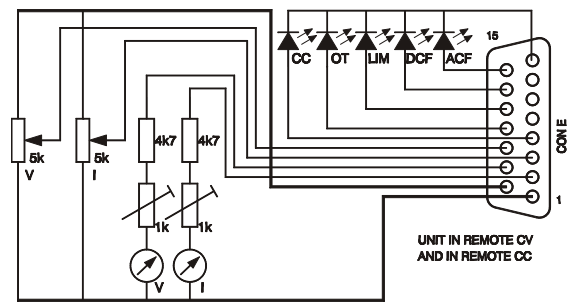 15
CC OT LIM DCF ACF
CON E
5k 5k 4k7 4k7
V I
1k 1k
1
V I
UNIT IN REMOTE CV
AND IN REMOTE CC